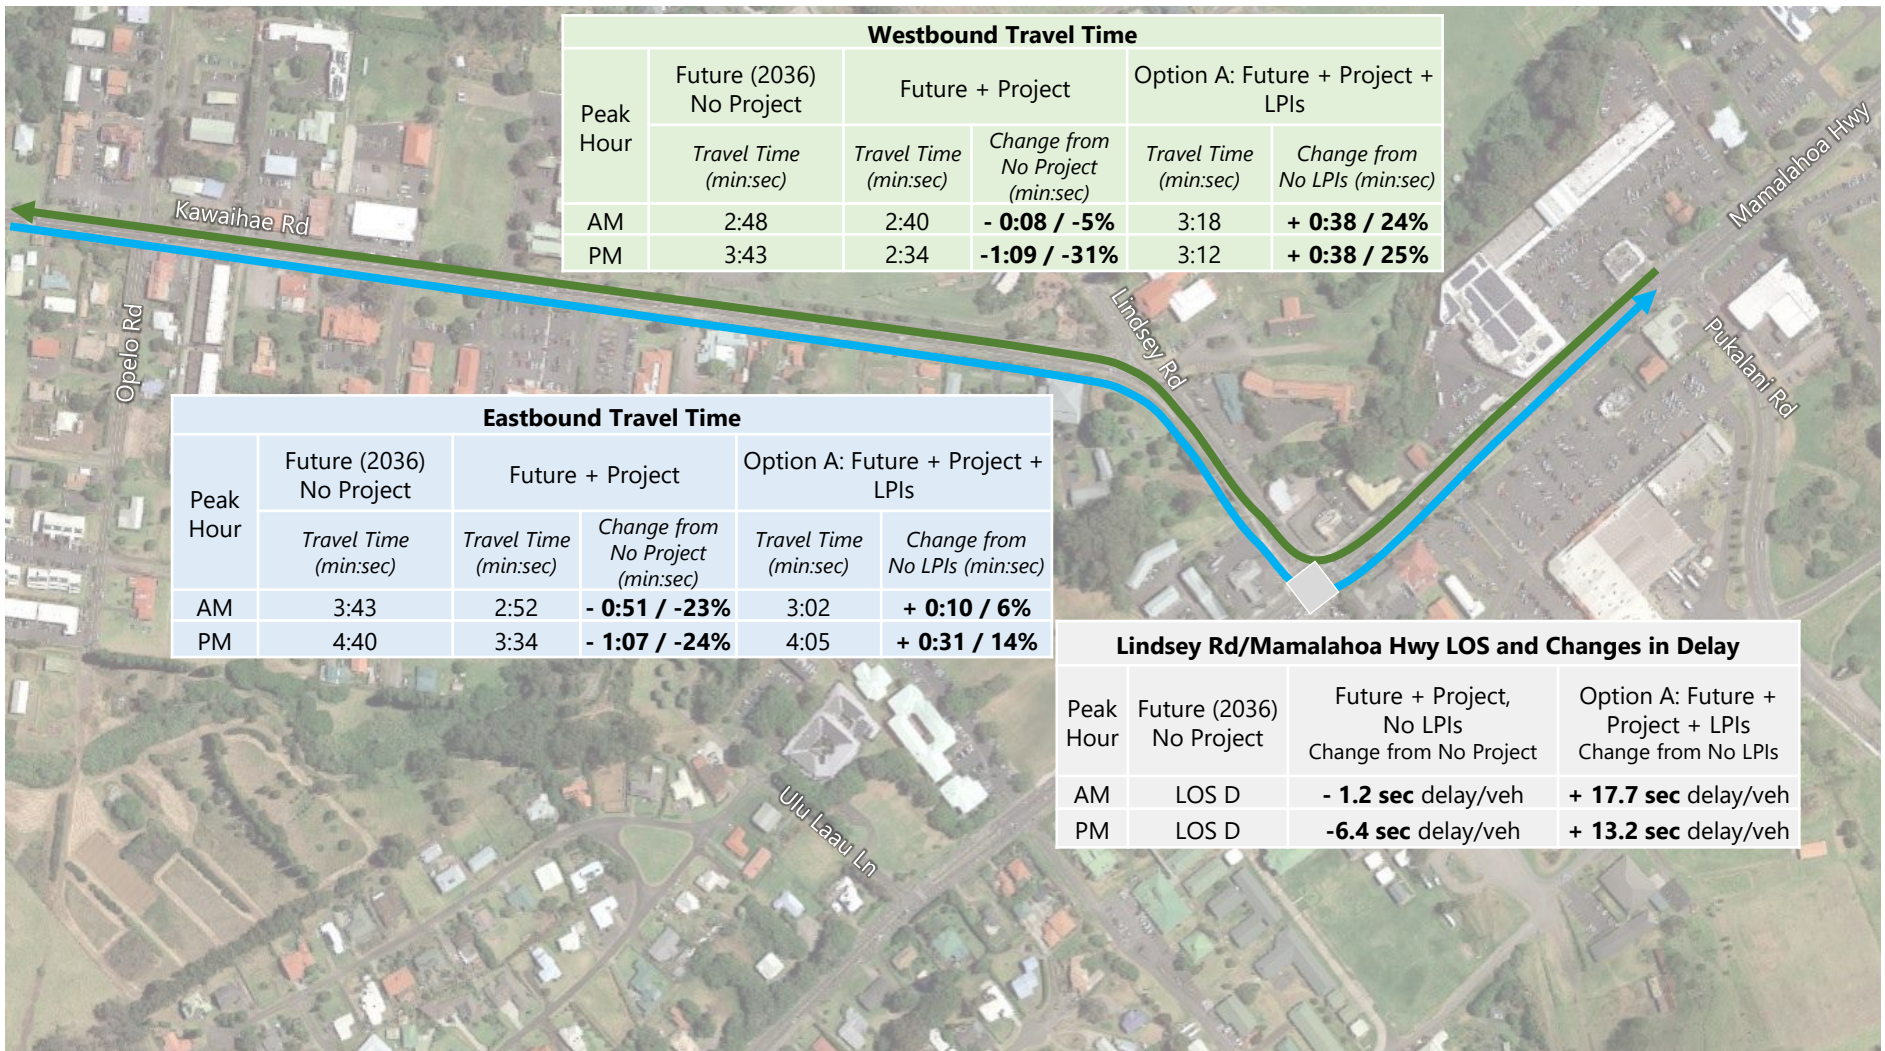 Westbound Travel Time
Peak Hour
Future (2036) No Project
Future + Project
Option A: Future + Project + LPIs
Travel Time (min:sec)
Travel Time (min:sec)
Change from No Project (min:sec)
Travel Time (min:sec)
Change from No LPIs (min:sec)
AM 2:48 2:40 - 0:08 / -5% 3:18 + 0:38 / 24%
PM 3:43 2:34 -1:09 / -31% 3:12 + 0:38 / 25%
Mamalahoa Hwy
Kawaihae Rd
Lindsey Rd
Opelo Rd
Pukalani Rd
Eastbound Travel Time
Peak Hour
Future (2036) No Project
Future + Project
Option A: Future + Project + LPIs
Travel Time (min:sec)
Travel Time (min:sec)
Change from No Project (min:sec)
Travel Time (min:sec)
Change from No LPIs (min:sec)
AM 3:43 2:52 - 0:51 / -23% 3:02 + 0:10 / 6%
PM 4:40 3:34 - 1:07 / -24% 4:05 + 0:31 / 14%
Lindsey Rd/Mamalahoa Hwy LOS and Changes in Delay
Peak Hour
Future (2036) No Project
Future + Project, No LPIs
Change from No Project
Option A: Future + Project + LPIs
Change from No LPIs
AM LOS D - 1.2 sec delay/veh + 17.7 sec delay/veh
PM LOS D -6.4 sec delay/veh + 13.2 sec delay/veh
Ulu Laau Ln